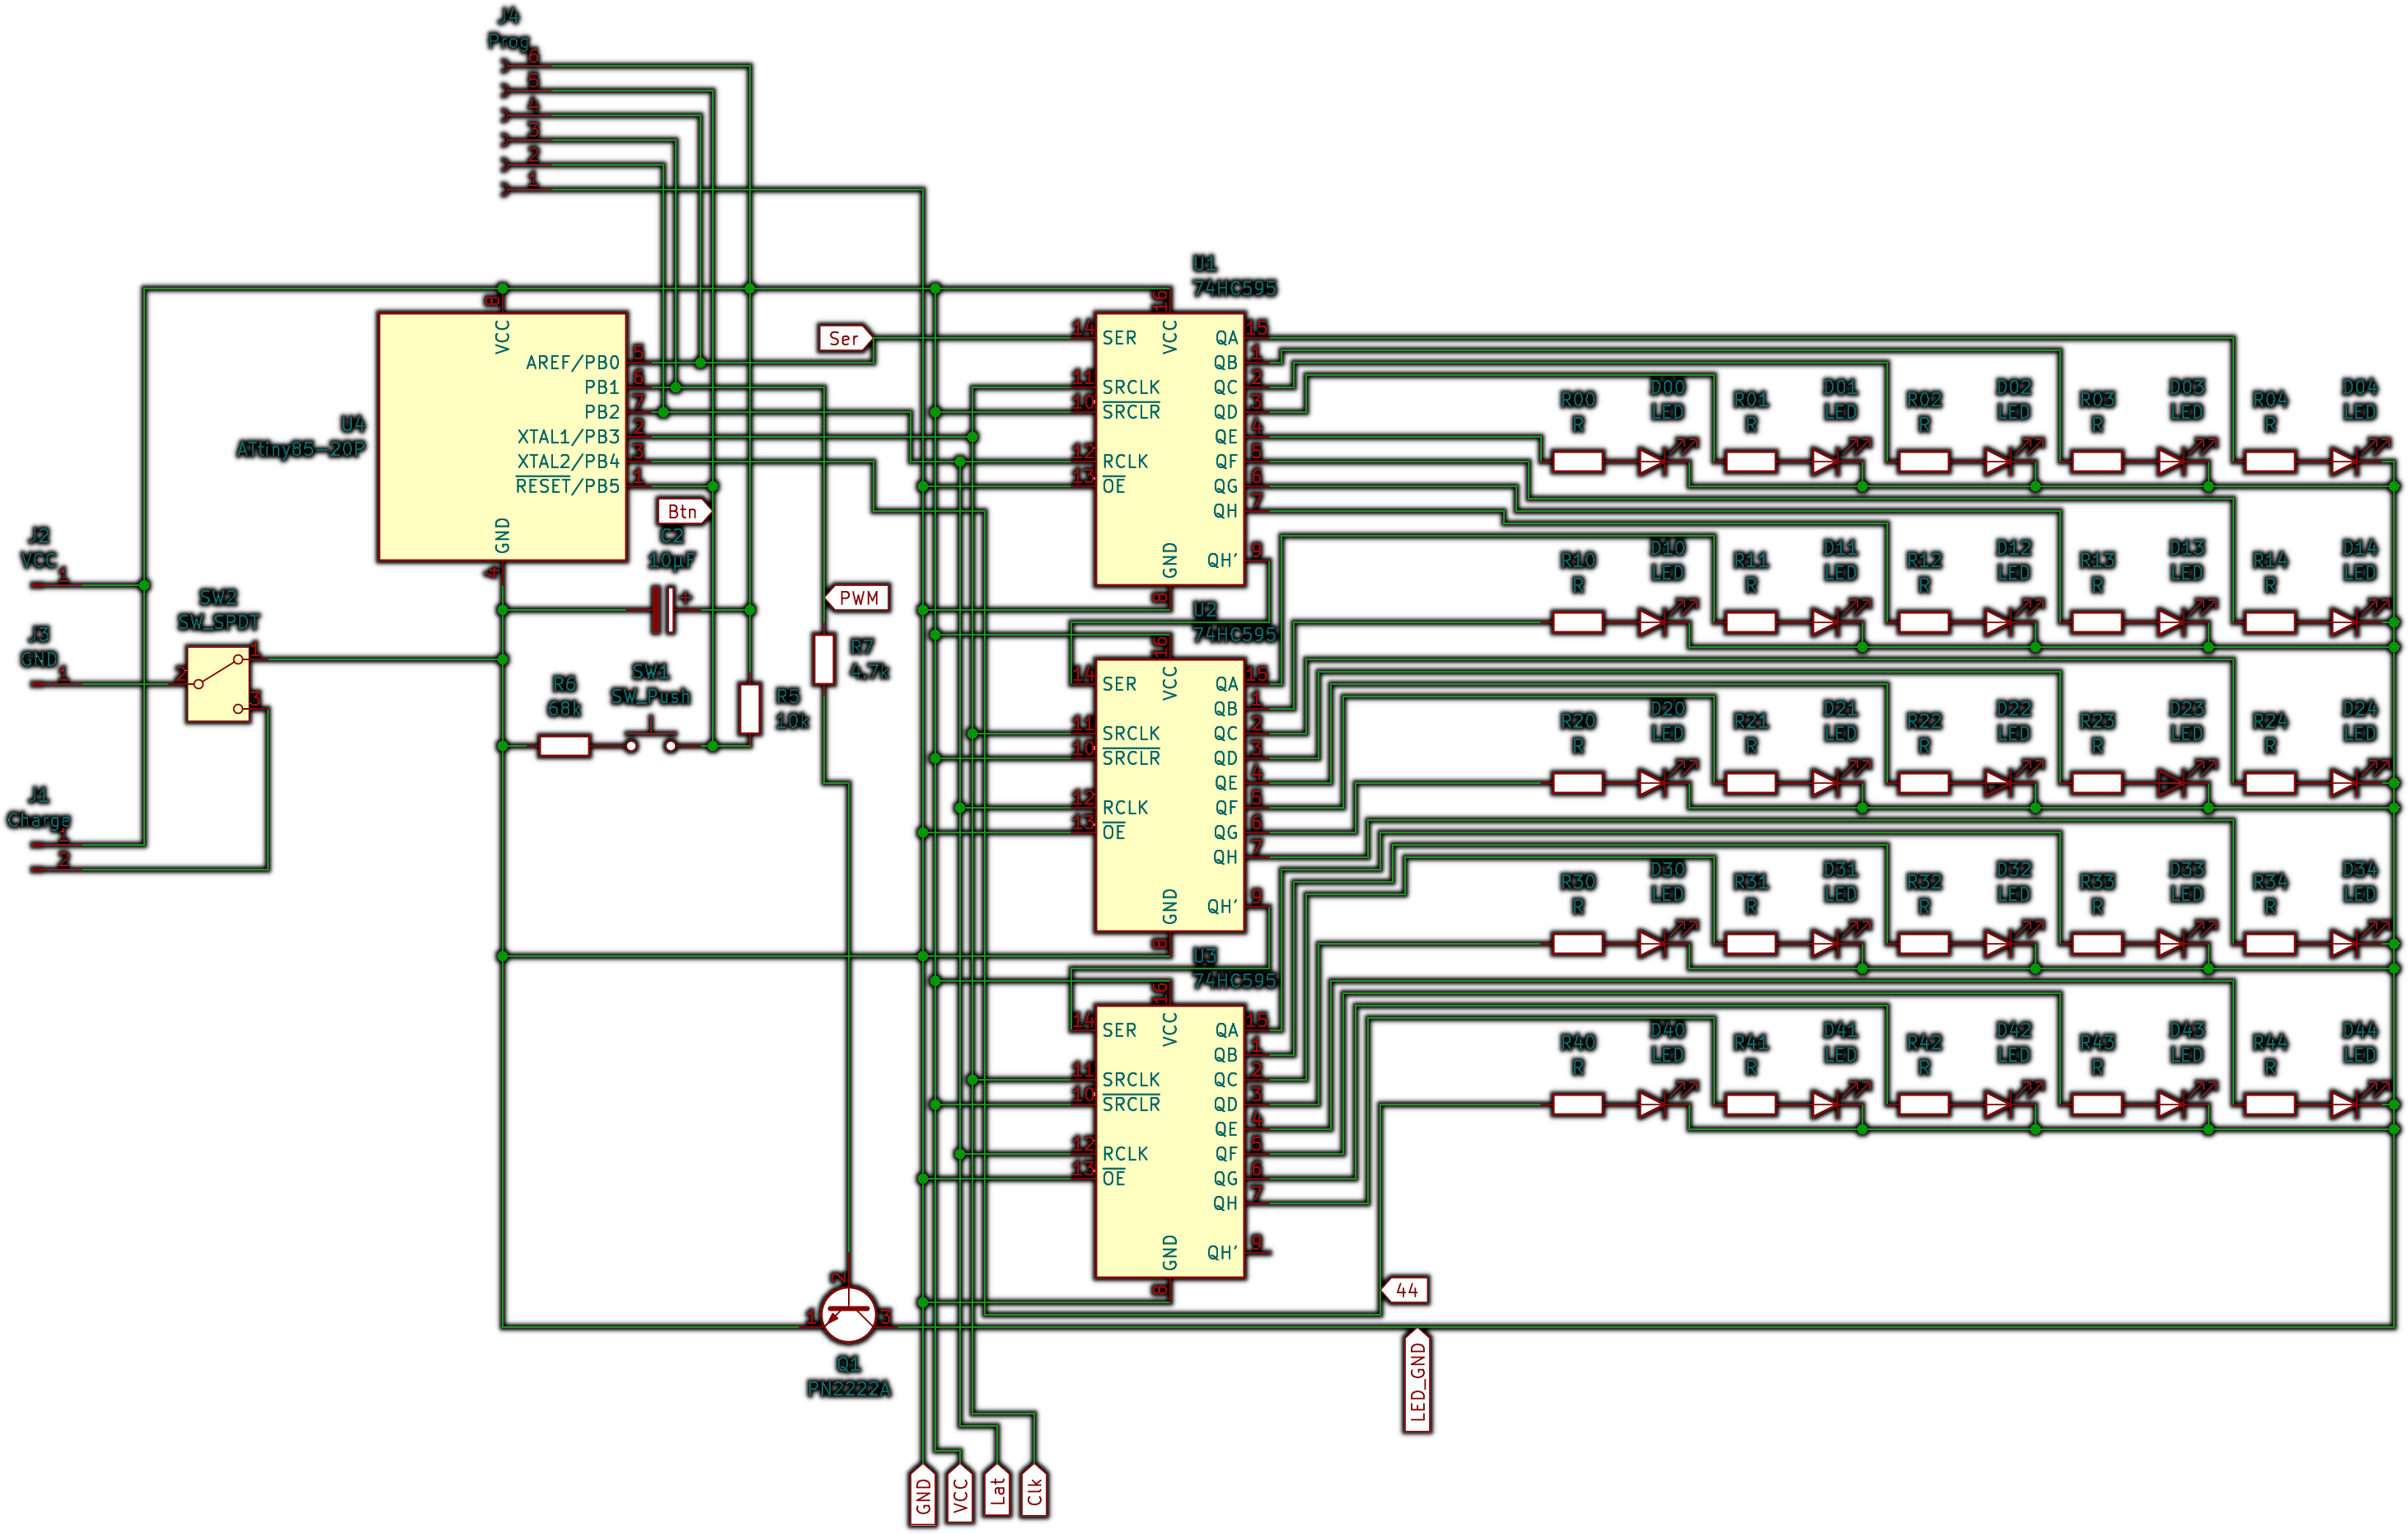 J4
Prog
6
5
4
3
2
1
U4
ATtiny85-20P
8
VCC
AREF/PB0
5
PB1
6
PB2
7
XTAL1/PB3
2
XTAL2/PB4
3
RESET/PB5
1
GND
4
Ser
Btn
C2
10µF
+
PWM
R7
4.7k
R5
10k
R6
68k
SW1
SW_Push
J2
VCC
1
J3
GND
1
SW2
SW_SPDT
1
2
3
J1
Charge
1
2
Q1
PN2222A
1
2
3
U1
74HC595
16
VCC
14
SER
11
SRCLK
10
SRCLR
12
RCLK
13
OE
GND
8
QA
15
QB
1
QC
2
QD
3
QE
4
QF
5
QG
6
QH
7
QH'
9
U2
74HC595
16
VCC
14
SER
11
SRCLK
10
SRCLR
12
RCLK
13
OE
GND
8
QA
15
QB
1
QC
2
QD
3
QE
4
QF
5
QG
6
QH
7
QH'
9
U3
74HC595
16
VCC
14
SER
11
SRCLK
10
SRCLR
12
RCLK
13
OE
GND
8
QA
15
QB
1
QC
2
QD
3
QE
4
QF
5
QG
6
QH
7
QH'
9
R00
R
D00
LED
R01
R
D01
LED
R02
R
D02
LED
R03
R
D03
LED
R04
R
D04
LED
R10
R
D10
LED
R11
R
D11
LED
R12
R
D12
LED
R13
R
D13
LED
R14
R
D14
LED
R20
R
D20
LED
R21
R
D21
LED
R22
R
D22
LED
R23
R
D23
LED
R24
R
D24
LED
R30
R
D30
LED
R31
R
D31
LED
R32
R
D32
LED
R33
R
D33
LED
R34
R
D34
LED
R40
R
D40
LED
R41
R
D41
LED
R42
R
D42
LED
R43
R
D43
LED
R44
R
D44
LED
44
LED_GND
GND
VCC
Lat
Clk